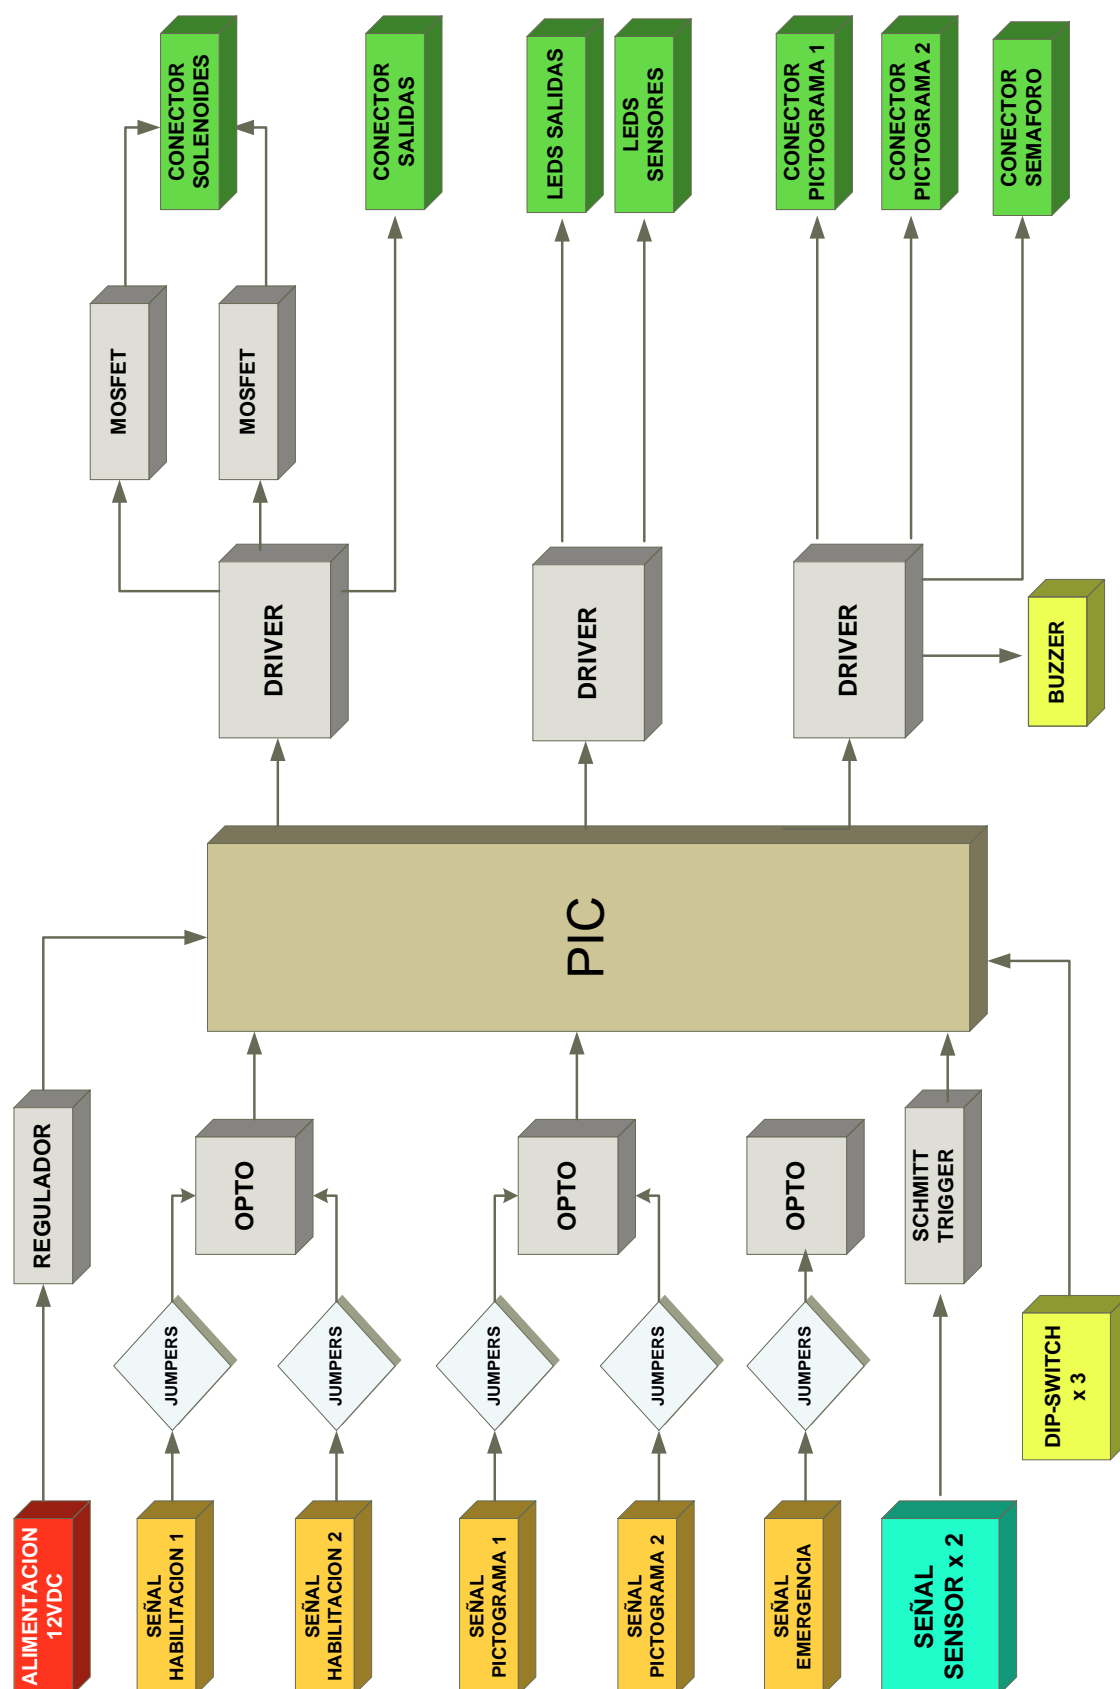 CONECTOR
SOLENOIDES
CONECTOR
SALIDAS
LEDS SALIDAS
LEDS
SENSORES
CONECTOR
PICTOGRAMA 1
CONECTOR
PICTOGRAMA 2
CONECTOR
SEMAFORO
MOSFET
MOSFET
DRIVER
DRIVER
DRIVER
BUZZER
PIC
REGULADOR
OPTO
OPTO
OPTO
SCHMITT
TRIGGER
JUMPERS
JUMPERS
JUMPERS
JUMPERS
JUMPERS
DIP-SWITCH
x 3
ALIMENTACION
12VDC
SEÑAL
HABILITACION 1
SEÑAL
HABILITACION 2
SEÑAL
PICTOGRAMA 1
SEÑAL
PICTOGRAMA 2
SEÑAL
EMERGENCIA
SEÑAL
SENSOR x 2